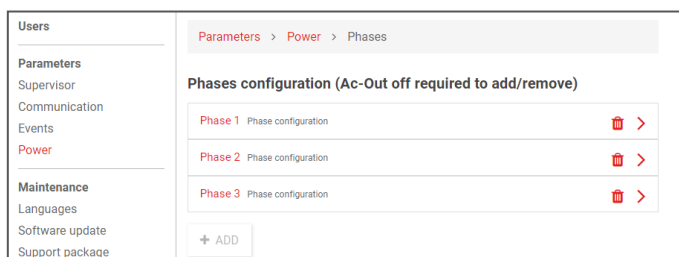 Users
Parameters
Supervisor
Communication
Events
Power
Maintenance
Languages
Software update
Support package
Parameters > Power > Phases
Phases configuration (Ac-Out off required to add/remove)
Phase 1 Phase configuration
Phase 2 Phase configuration
Phase 3 Phase configuration
+ ADD